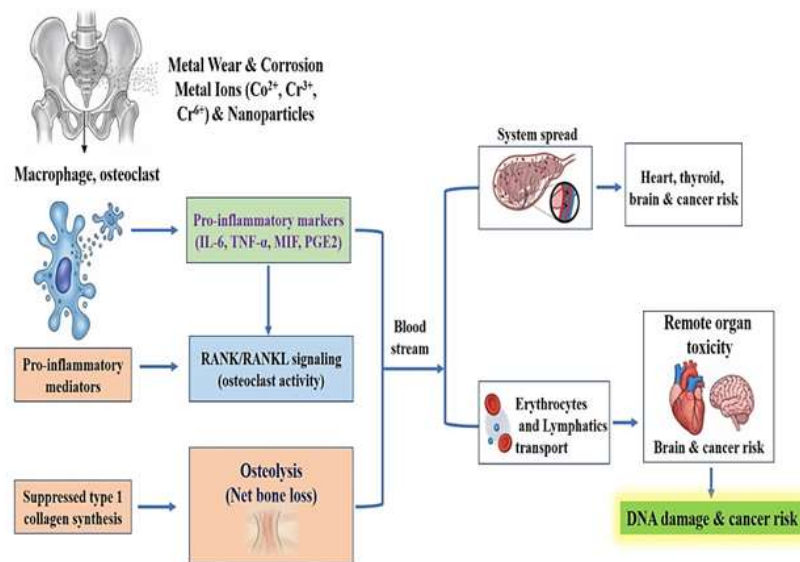 Metal Wear & Corrosion
Metal Ions (Co²⁺, Cr³⁺,
Cr⁶⁺) & Nanoparticles
Macrophage, osteoclast
Pro-inflammatory markers
(IL-6, TNF-α, MIF, PGE2)
Pro-inflammatory
mediators
RANK/RANKL signaling
(osteoclast activity)
Suppressed type 1
collagen synthesis
Osteolysis
(Net bone loss)
Blood
stream
System spread
Heart, thyroid,
brain & cancer risk
Erythrocytes
and Lymphatics
transport
Remote organ
toxicity
Brain & cancer risk
DNA damage & cancer risk